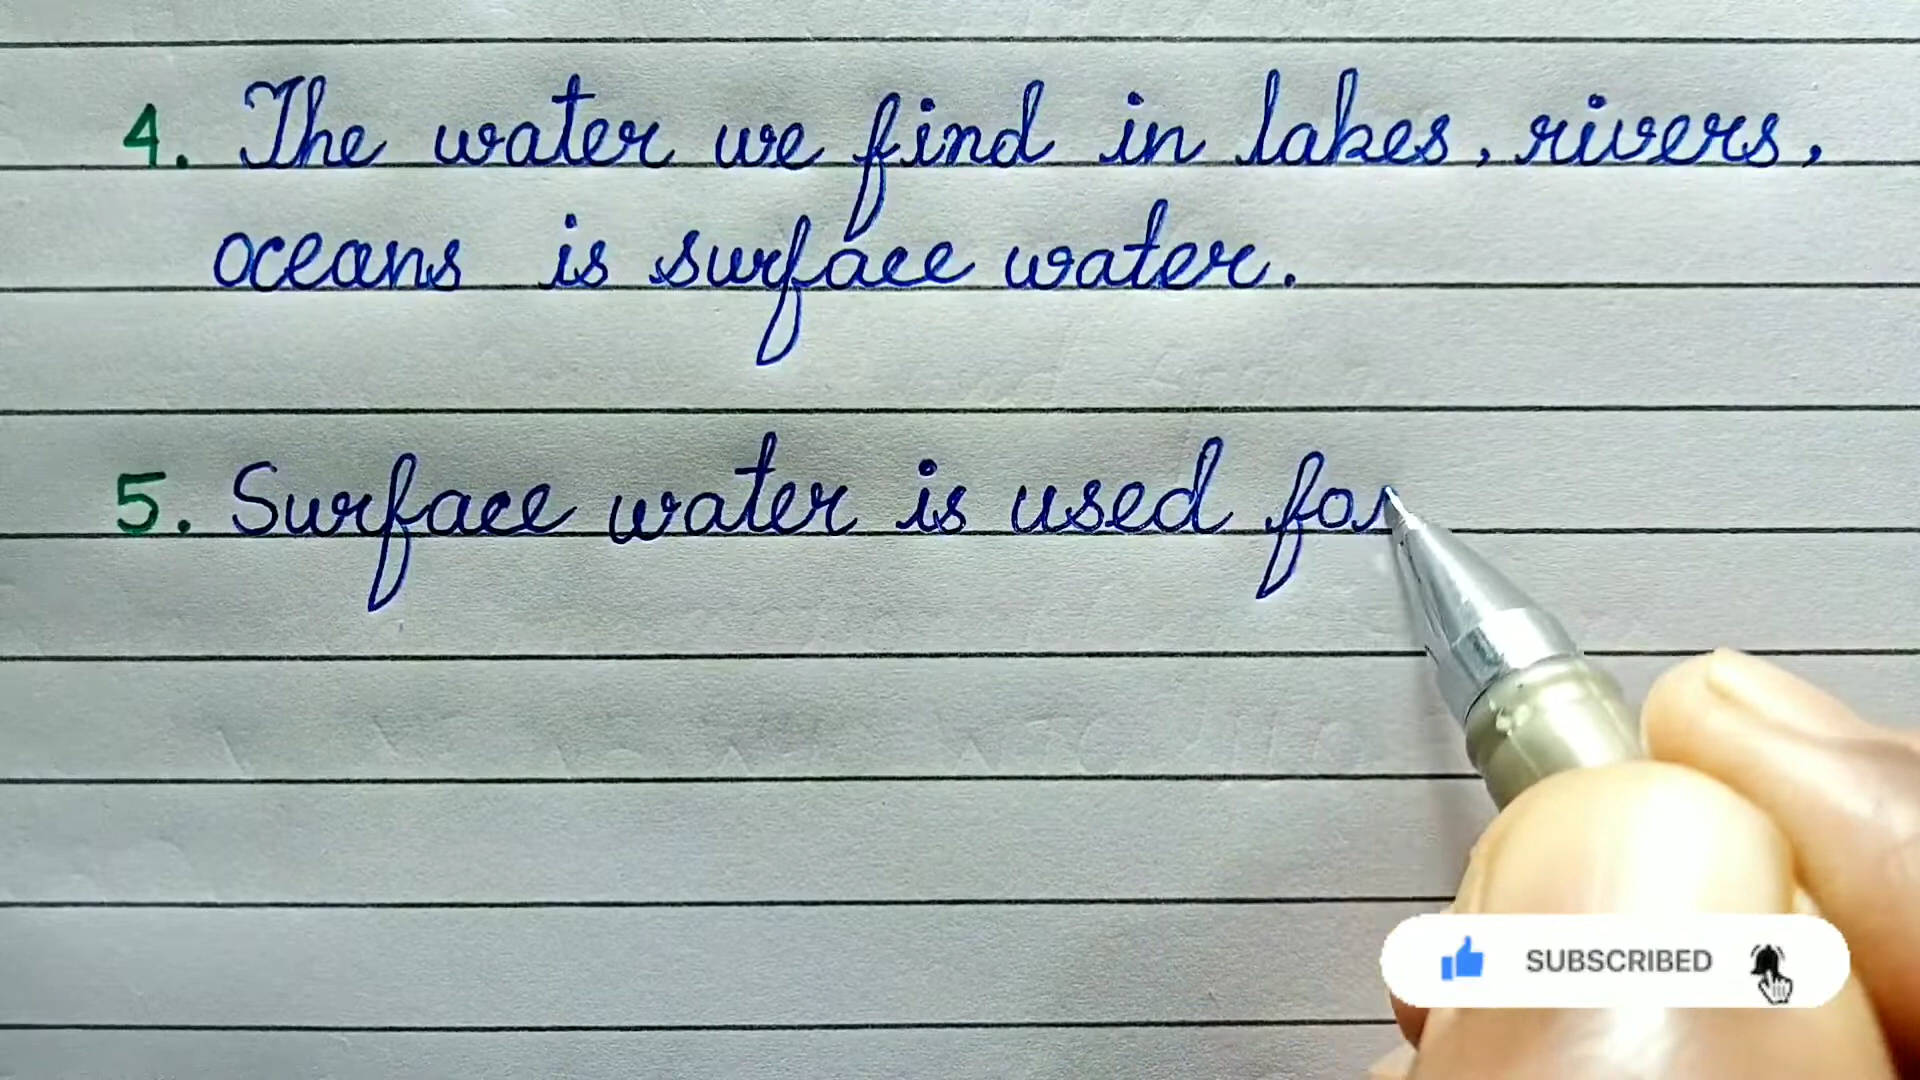 4. The water we find in lakes, rivers,
oceans is surface water.
5. Surface water is used for
SUBSCRIBED